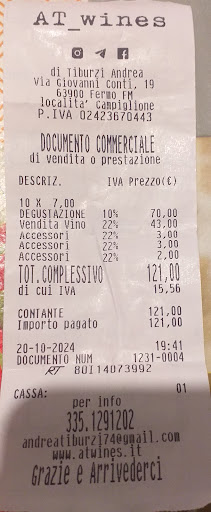 AT_wines
di Tiburzi Andrea
Via Giovanni Conti, 19
63900 Fermo FM
localita' Campiglione
P.IVA 02423670443
DOCUMENTO COMMERCIALE
di vendita o prestazione
DESCRIZ. IVA Prezzo(€)
10 X 7,00
DEGUSTAZIONE 10% 70,00
Vendita Vino 22% 43,00
Accessori 22% 3,00
Accessori 22% 3,00
Accessori 22% 2,00
TOT.COMPLESSIVO 121,00
di cui IVA 15,56
CONTANTE 121,00
Importo pagato 121,00
20-10-2024 19:41
DOCUMENTO NUM 1231-0004
RT 80I14073992
CASSA: 01
per info
335.1291202
andreatiburzi74@gmail.com
www.atwines.it
Grazie e Arrivederci